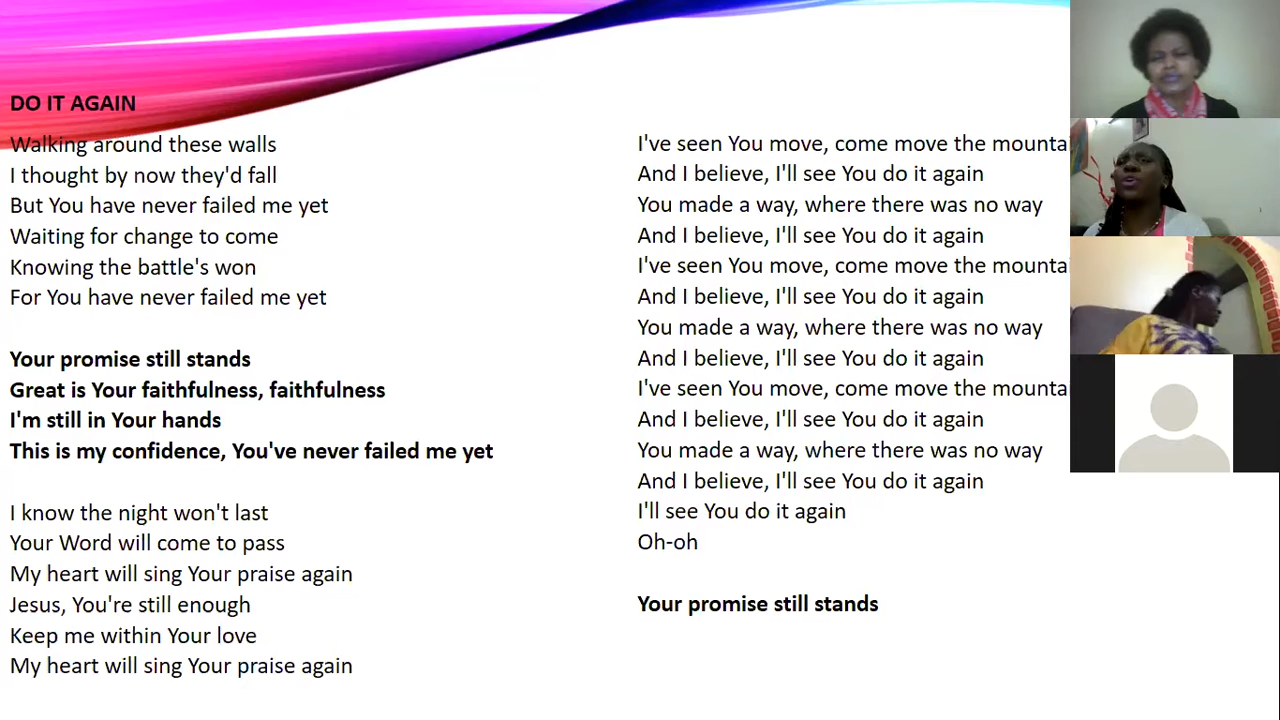 DO IT AGAIN
Walking around these walls
I thought by now they'd fall
But You have never failed me yet
Waiting for change to come
Knowing the battle's won
For You have never failed me yet
Your promise still stands
Great is Your faithfulness, faithfulness
I'm still in Your hands
This is my confidence, You've never failed me yet
I know the night won't last
Your Word will come to pass
My heart will sing Your praise again
Jesus, You're still enough
Keep me within Your love
My heart will sing Your praise again
I've seen You move, come move the mounta
And I believe, I'll see You do it again
You made a way, where there was no way
And I believe, I'll see You do it again
I've seen You move, come move the mounta
And I believe, I'll see You do it again
You made a way, where there was no way
And I believe, I'll see You do it again
I've seen You move, come move the mounta
And I believe, I'll see You do it again
You made a way, where there was no way
And I believe, I'll see You do it again
I'll see You do it again
Oh-oh
Your promise still stands